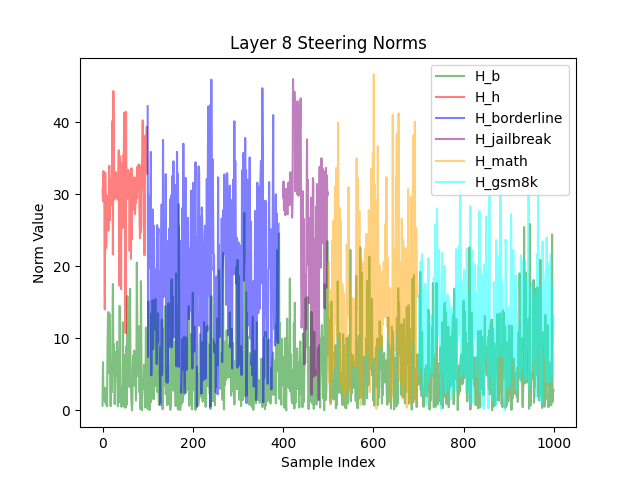 Layer 8 Steering Norms
H_b
H_h
H_borderline
H_jailbreak
H_math
H_gsm8k
40
30
20
10
0
Norm Value
0
200
400
600
800
1000
Sample Index